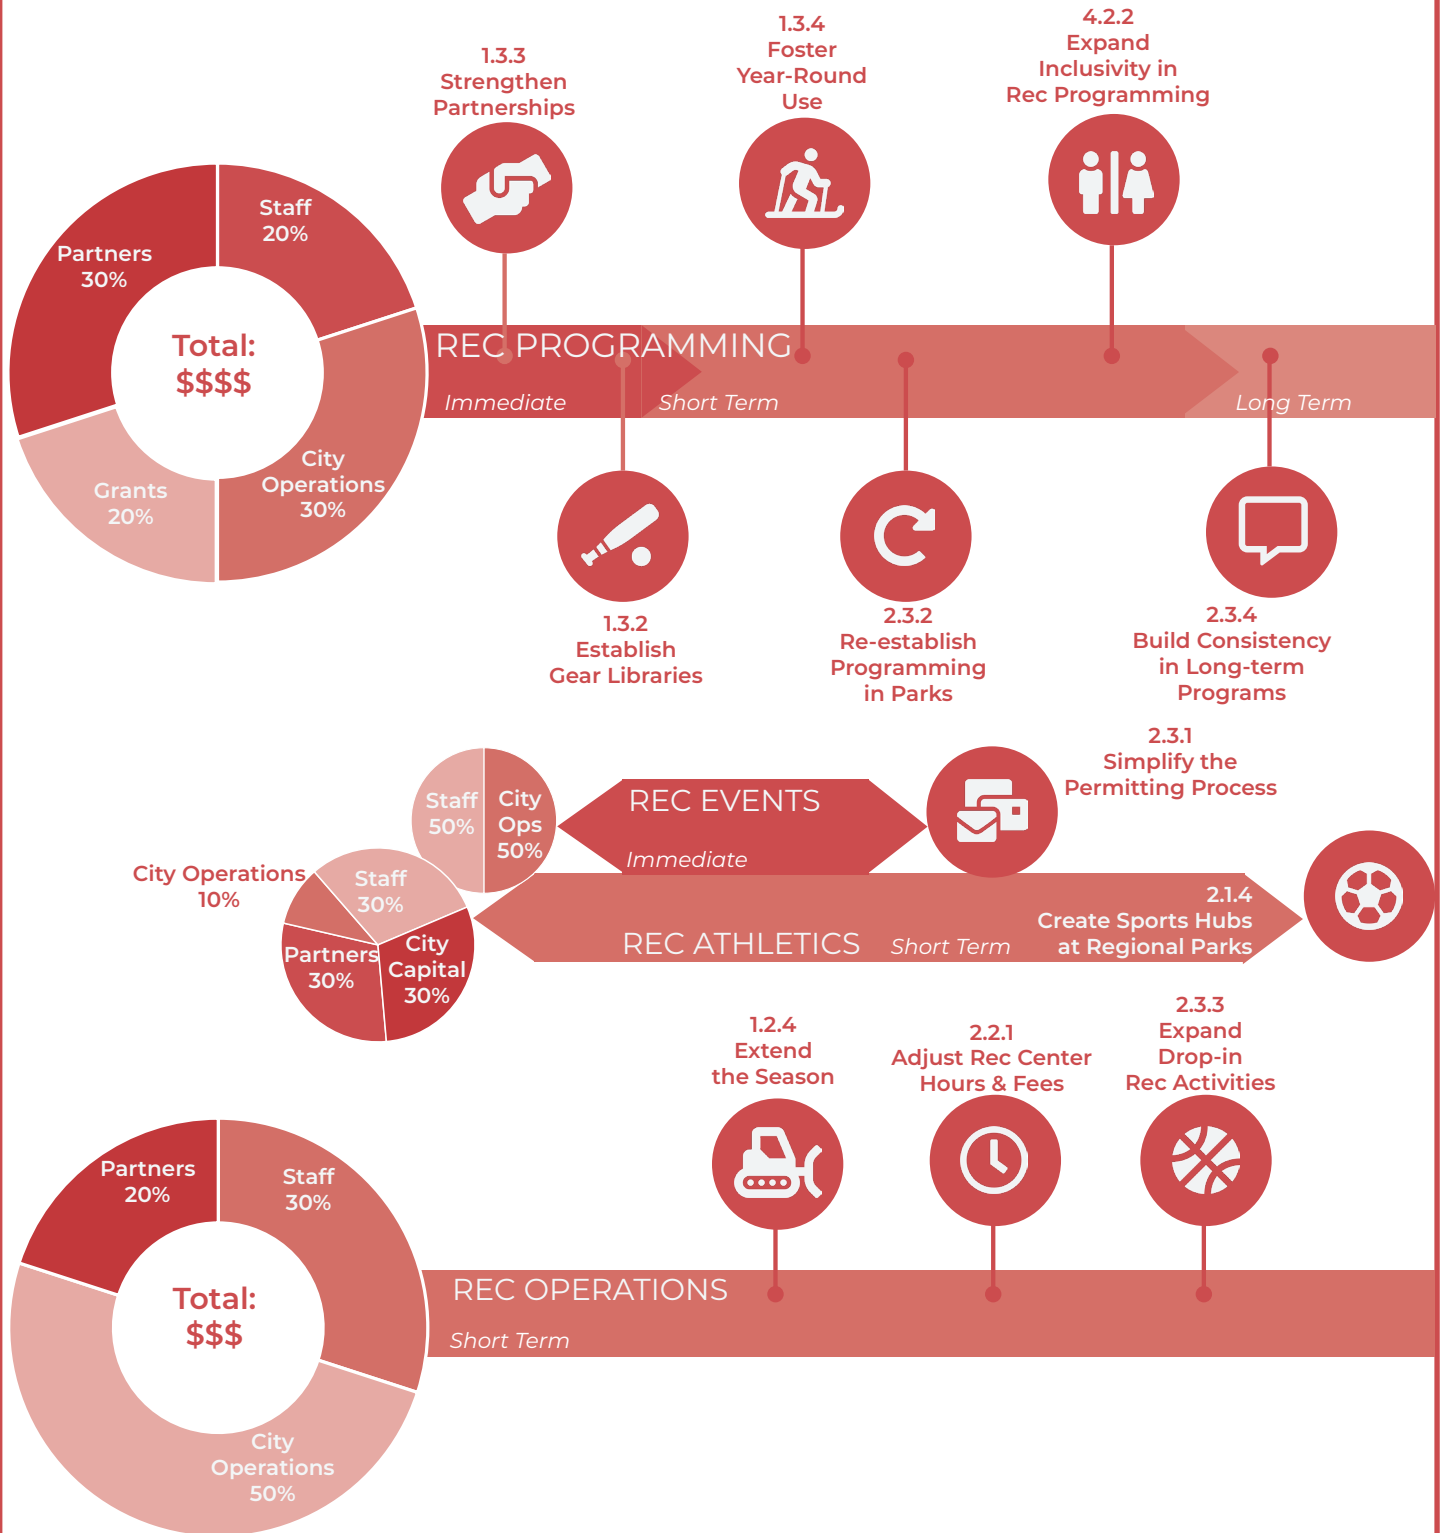 1.3.3
Strengthen
Partnerships
1.3.4
Foster
Year-Round
Use
4.2.2
Expand
Inclusivity in
Rec Programming
Partners
30%
Staff
20%
City
Operations
30%
Grants
20%
Total:
$$$$
REC PROGRAMMING
Immediate
Short Term
Long Term
1.3.2
Establish
Gear Libraries
2.3.2
Re-establish
Programming
in Parks
2.3.4
Build Consistency
in Long-term
Programs
Staff
50%
City
Ops
50%
REC EVENTS
Immediate
2.3.1
Simplify the
Permitting Process
City Operations
10%
Staff
30%
Partners
30%
City
Capital
30%
REC ATHLETICS
Short Term
2.1.4
Create Sports Hubs
at Regional Parks
1.2.4
Extend
the Season
2.2.1
Adjust Rec Center
Hours & Fees
2.3.3
Expand
Drop-in
Rec Activities
Partners
20%
Staff
30%
Total:
$$$
City
Operations
50%
REC OPERATIONS
Short Term